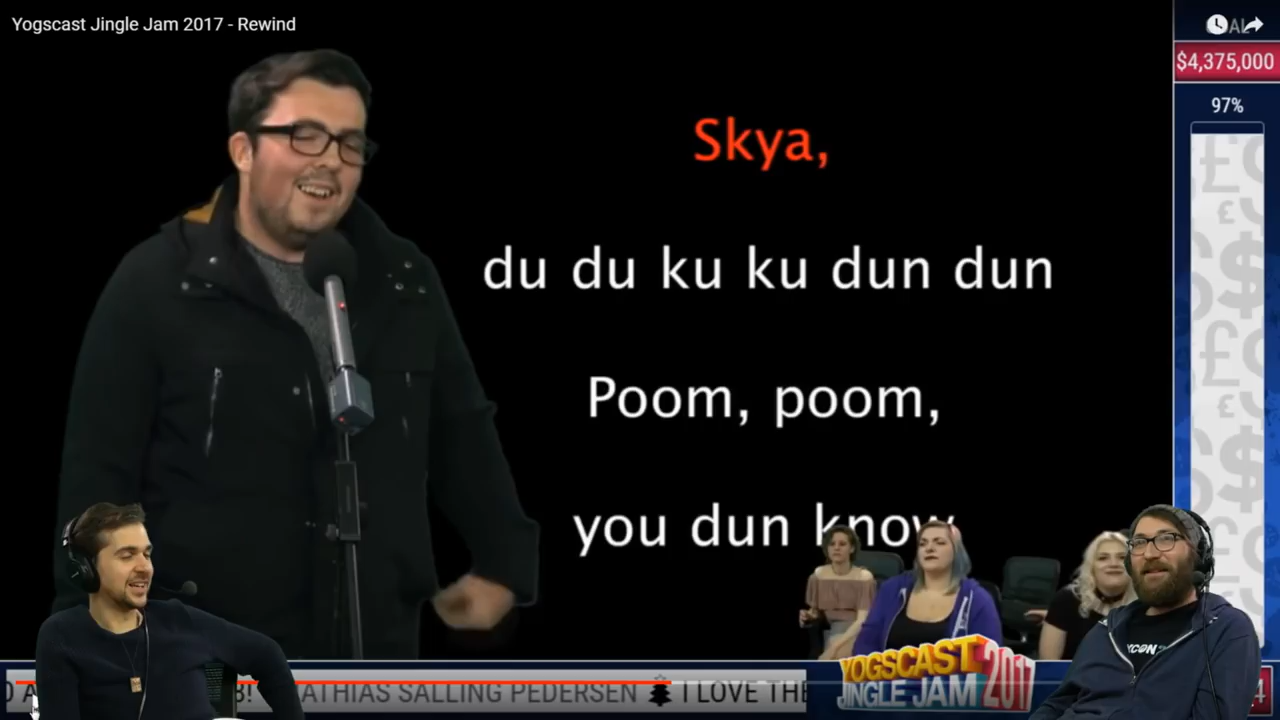 Yogscast Jingle Jam 2017 - Rewind
$4,375,000
97%
Skya,
du du ku ku dun dun
Poom, poom,
you dun know
MATHIAS SALLING PEDERSEN 🎄 I LOVE THE
YOGSCAST
JINGLE JAM 2017